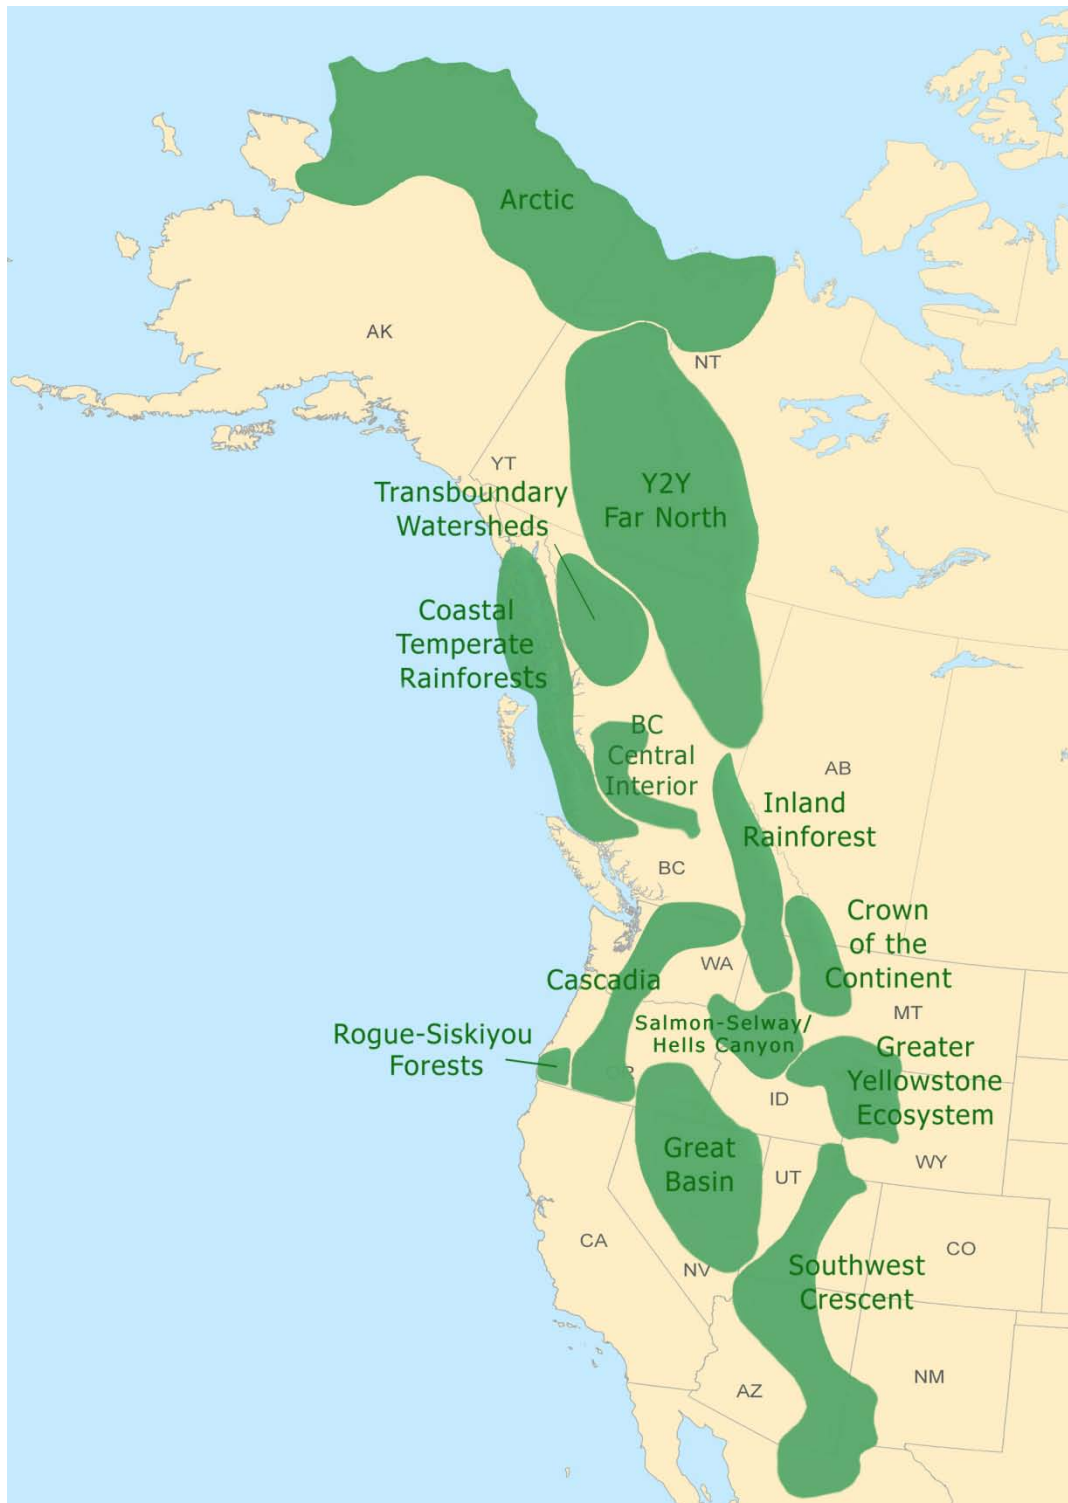 Arctic
AK
NT
YT
Y2Y
Far North
Transboundary
Watersheds
Coastal
Temperate
Rainforests
BC
Central
Interior
AB
Inland
Rainforest
BC
Crown
of the
Continent
WA
Cascadia
MT
Salmon-Selway/
Hells Canyon
Rogue-Siskiyou
Forests
OR
Greater
Yellowstone
Ecosystem
ID
Great
Basin
UT
WY
CA
NV
CO
Southwest
Crescent
AZ
NM